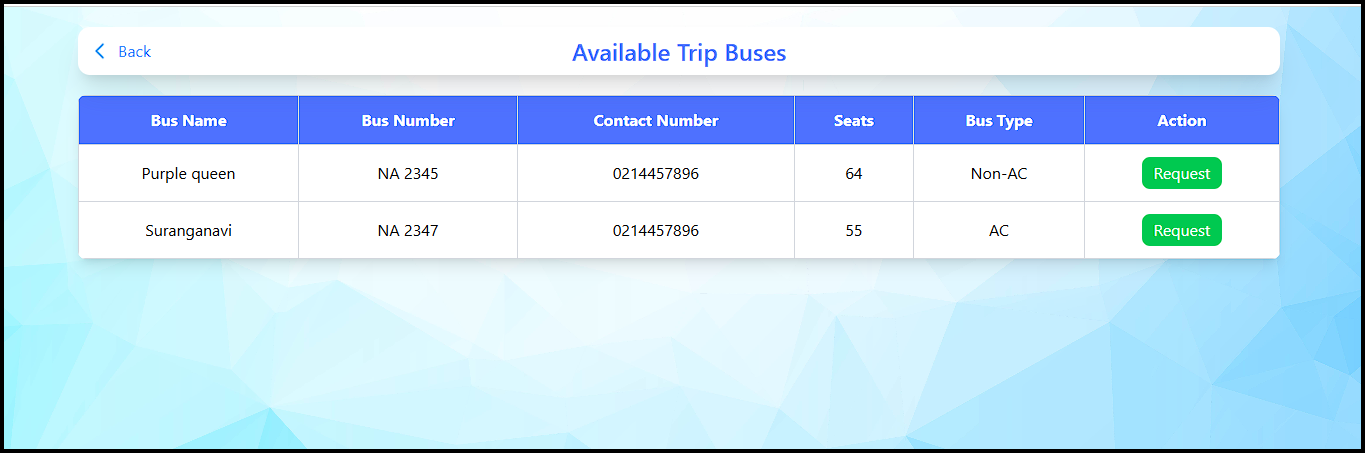 Back
Available Trip Buses
Bus Name Bus Number Contact Number Seats Bus Type Action
Purple queen NA 2345 0214457896 64 Non-AC Request
Suranganavi NA 2347 0214457896 55 AC Request